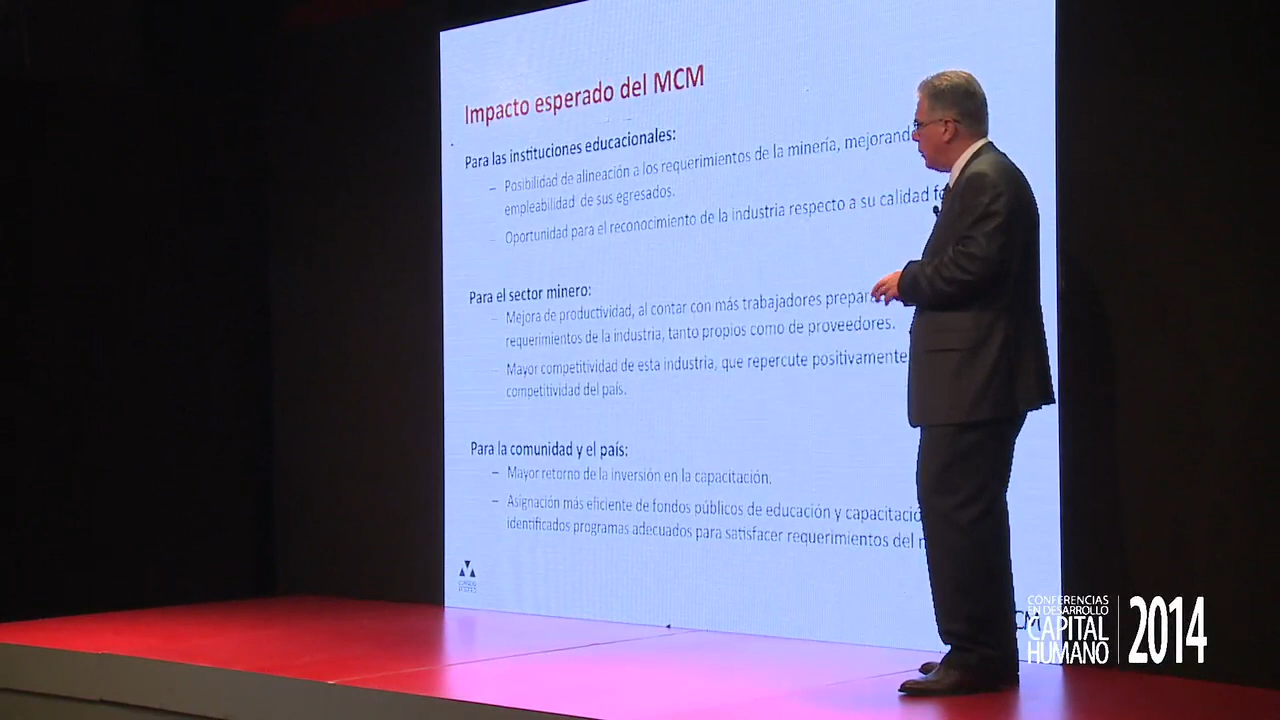 Impacto esperado del MCM
Para las instituciones educacionales:
– Posibilidad de alineación a los requerimientos de la minería, mejorand
empleabilidad de sus egresados.
– Oportunidad para el reconocimiento de la industria respecto a su calidad
Para el sector minero:
– Mejora de productividad, al contar con más trabajadores prepar
requerimientos de la industria, tanto propios como de proveedores.
– Mayor competitividad de esta industria, que repercute positivamente
competitividad del país.
Para la comunidad y el país:
– Mayor retorno de la inversión en la capacitación.
– Asignación más eficiente de fondos públicos de educación y capacitació
identificados programas adecuados para satisfacer requerimientos del
CONSEJO
MINERO
CONFERENCIAS
EN DESARROLLO
CAPITAL
HUMANO
2014